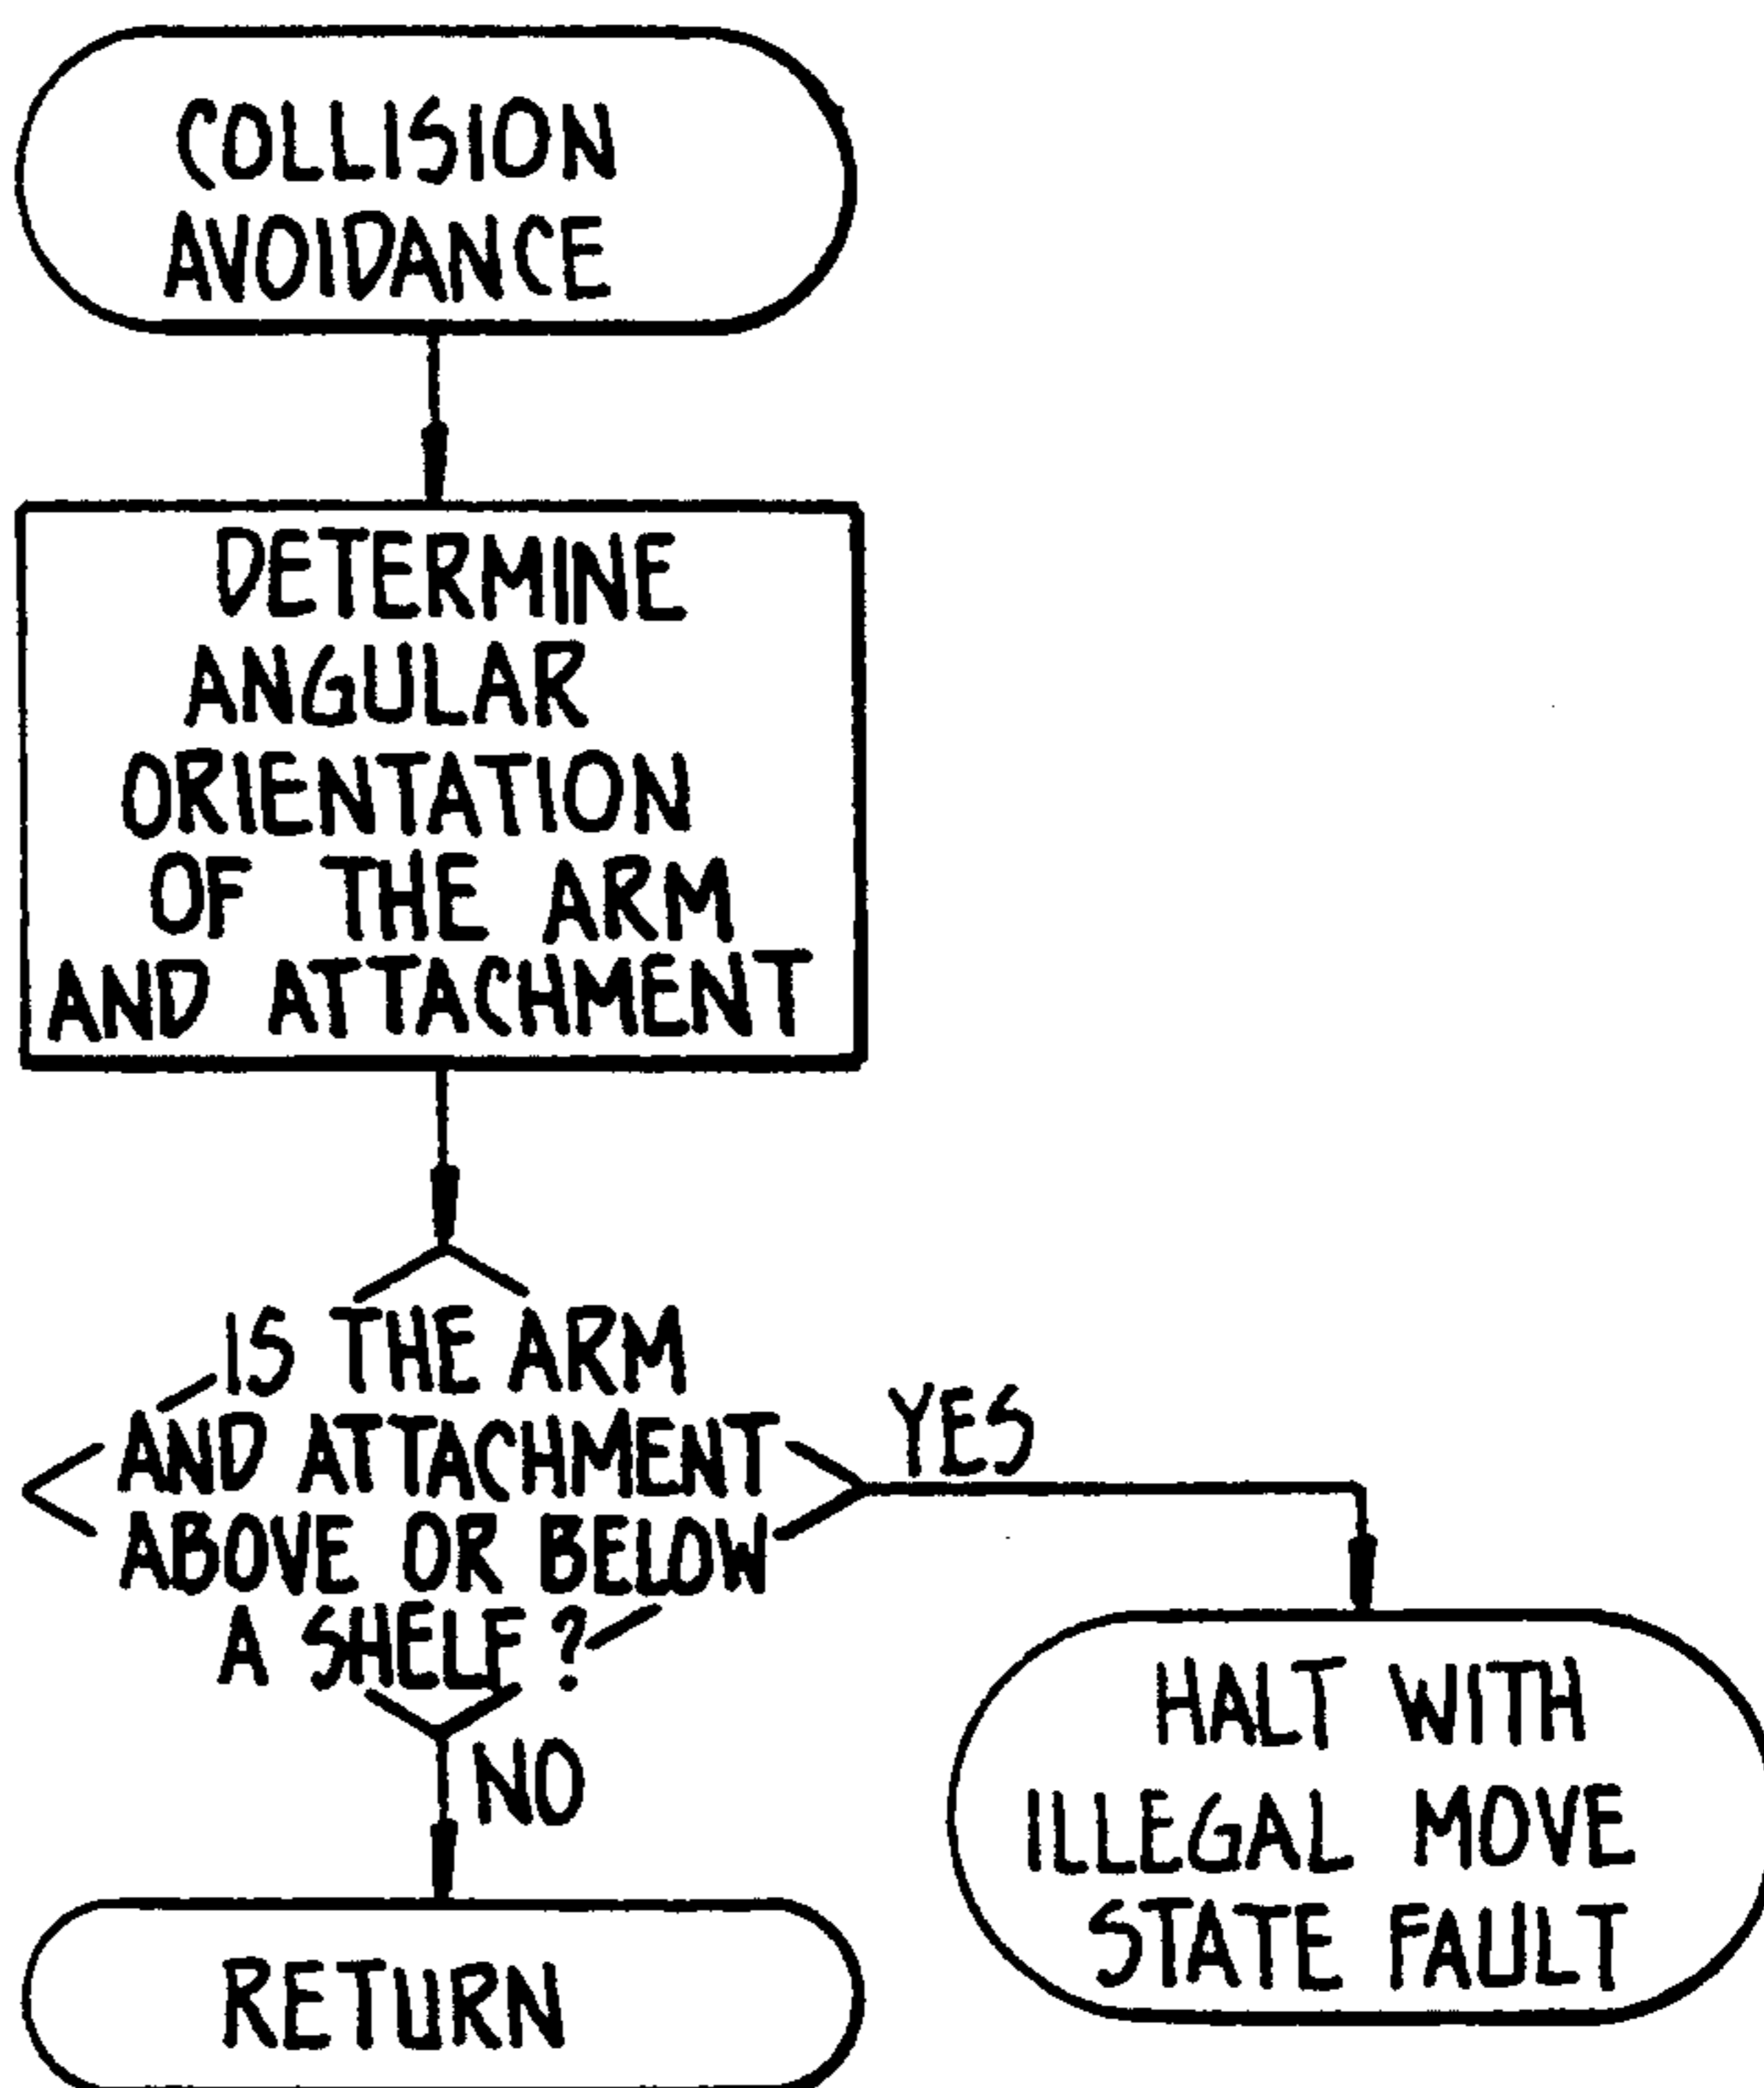 COLLISION
AVOIDANCE
DETERMINE
ANGULAR
ORIENTATION
OF THE ARM
AND ATTACHMENT
IS THE ARM
AND ATTACHMENT
ABOVE OR BELOW
A SHELF?
YES
NO
HALT WITH
ILLEGAL MOVE
STATE FAULT
RETURN